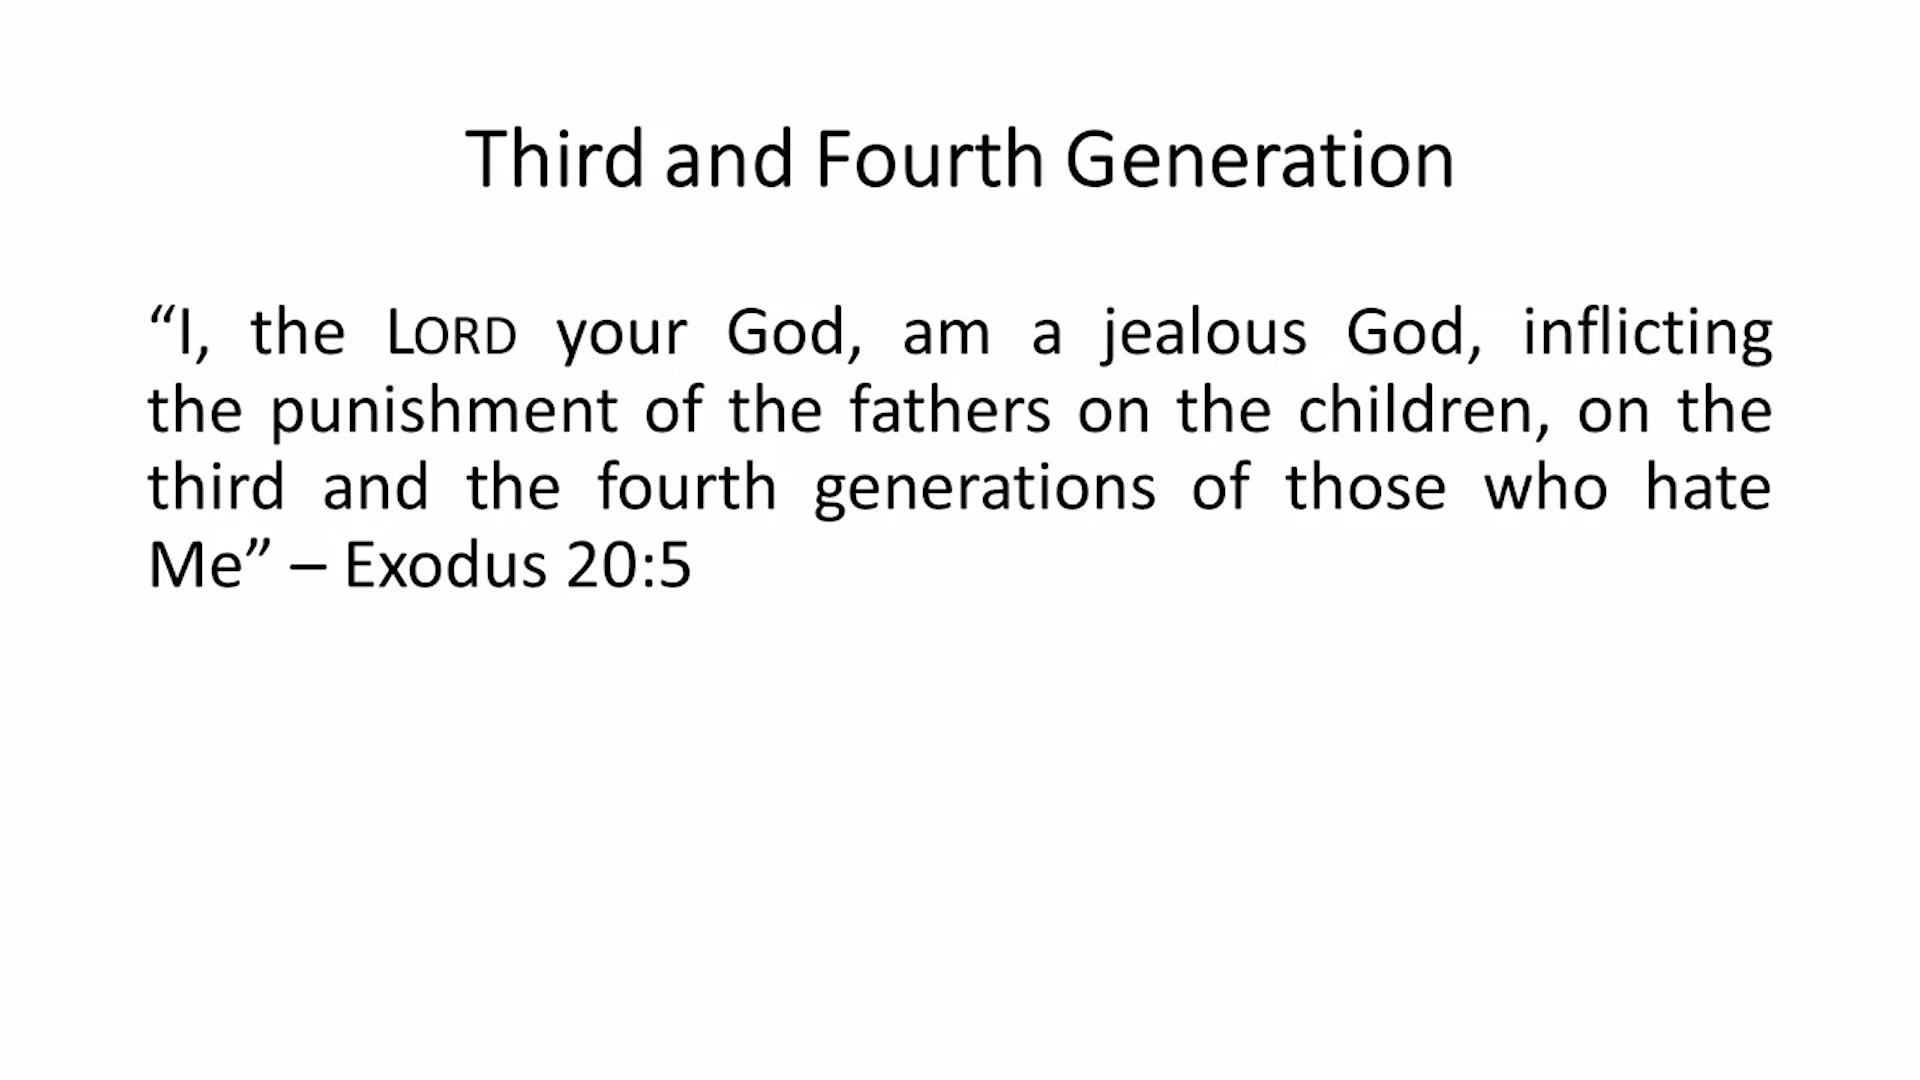 Third and Fourth Generation
“I, the LORD your God, am a jealous God, inflicting
the punishment of the fathers on the children, on the
third and the fourth generations of those who hate
Me” – Exodus 20:5